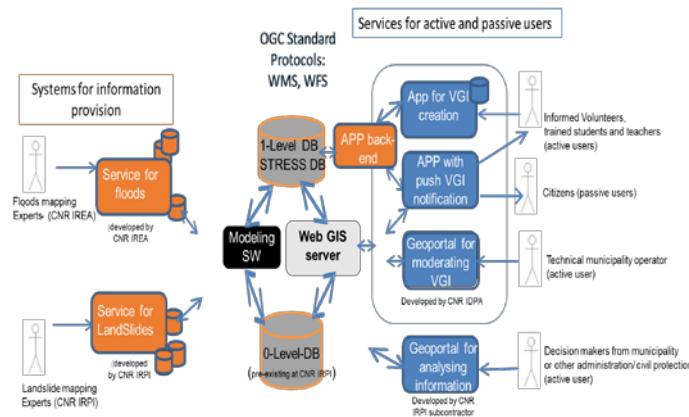 Services for active and passive users
OGC Standard
Protocols:
WMS, WFS
Systems for information
provision
Floods mapping
Experts- (CNR IREA)
Service for
floods
(developed by
CNR IREA
Service for
LandSlides
(developed by
CNR IRPI)
Landslide mapping
Experts (CNR IRPI)
1-Level DB
STRESS DB
Modeling
SW
Web GIS
server
0-Level-DB
(pre-existing at CNR IRPI)
APP back-
end
App for VGI
creation
APP with
push VGI
notification
Geoportal for
moderating
VGI
Developed by CNR IDPA
Geoportal for
analysing
information
Developed by CNR
IRPI subcontractor
Informed Volunteers,
trained students and teachers
(active users)
Citizens (passive users)
Technical municipality operator
(active user)
Decision makers from municipality
or other administration/civil protection
(active user)